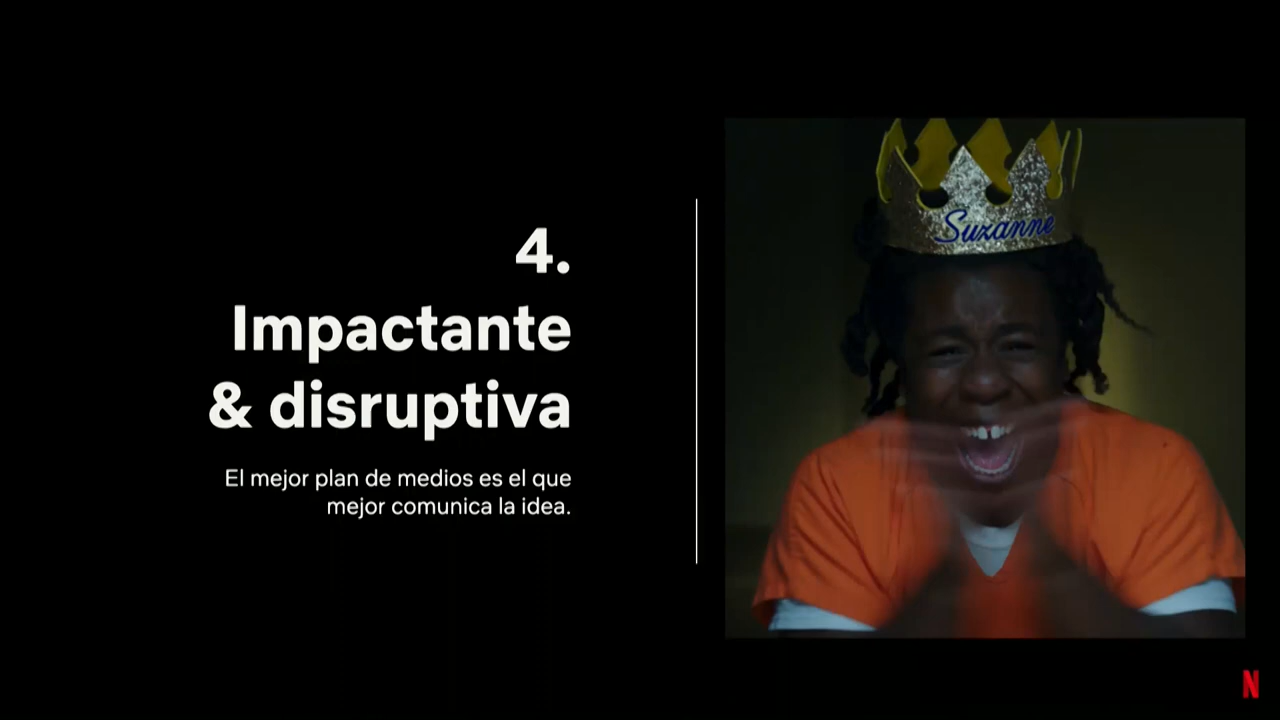 4.
Impactante
& disruptiva
El mejor plan de medios es el que
mejor comunica la idea.
Suzanne
N